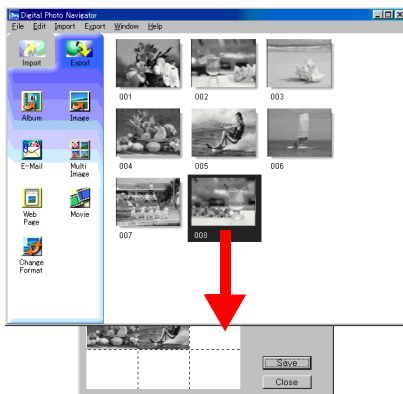 Digital Photo Navigator
File Edit Import Export Window Help
Import Export
001 002 003
Album Image
004 005 006
E-Mail Multi Image
007 008
Web Page Movie
Change Format
Save
Close